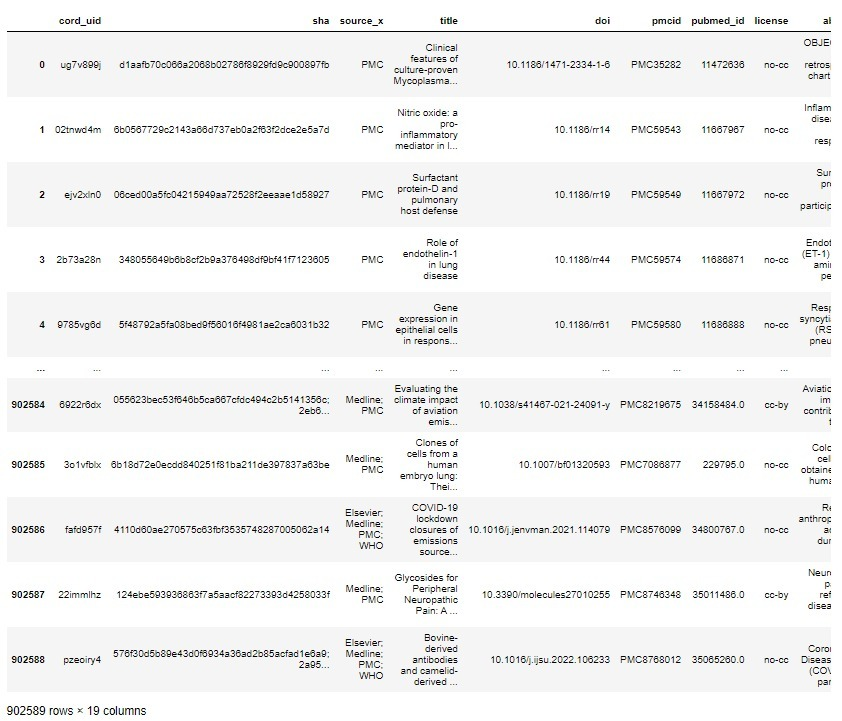 cord_uid sha source_x title doi pmcid pubmed_id license
Clinical features of culture-proven Mycoplasma...
0 ug7v899j d1aafb70c066a2068b02786f8929fd9c900897fb PMC 10.1186/1471-2334-1-6 PMC35282 11472636 no-cc
Nitric oxide: a pro-inflammatory mediator in l...
1 02tnwd4m 6b0567729c2143a66d737eb0a2f63f2dce2e5a7d PMC 10.1186/rr14 PMC59543 11667967 no-cc
Surfactant protein-D and pulmonary host defense
2 ejv2xln0 06ced00a5fc04215949aa72528f2eeaae1d58927 PMC 10.1186/rr19 PMC59549 11667972 no-cc
Role of endothelin-1 in lung disease
3 2b73a28n 348055649b6b8cf2b9a376498df9bf41f7123605 PMC 10.1186/rr44 PMC59574 11686871 no-cc
Gene expression in epithelial cells in respons...
4 9785vg6d 5f48792a5fa08bed9f56016f4981ae2ca6031b32 PMC 10.1186/rr61 PMC59580 11686888 no-cc
... ... ... ... ... ... ... ... ...
Evaluating the climate impact of aviation emis...
902584 6922r6dx 055623bec53f646b5ca667cfdc494c2b5141356c; 2eb6... Medline; PMC 10.1038/s41467-021-24091-y PMC8219675 34158484.0 cc-by
Clones of cells from a human embryo lung: Thei...
902585 3o1vfblx 6b18d72e0ecdd840251f81ba211de397837a63be Medline; PMC 10.1007/bf01320593 PMC7086877 229795.0 no-cc
COVID-19 lockdown closures of emissions source...
902586 fafd957f 4110d60ae270575c63fbf3535748287005062a14 Elsevier; Medline; PMC; WHO 10.1016/j.jenvman.2021.114079 PMC8576099 34800767.0 no-cc
Glycosides for Peripheral Neuropathic Pain: A ...
902587 22immlhz 124ebe593936863f7a5aacf82273393d4258033f Medline; PMC 10.3390/molecules27010255 PMC8746348 35011486.0 cc-by
Bovine-derived antibodies and camelid-derived ...
902588 pzeoiry4 576f30d5b89e43d0f6934a36ad2b85acfad1e6a9; 2a95... Elsevier; Medline; PMC; WHO 10.1016/j.ijsu.2022.106233 PMC8768012 35065260.0 no-cc
902589 rows × 19 columns